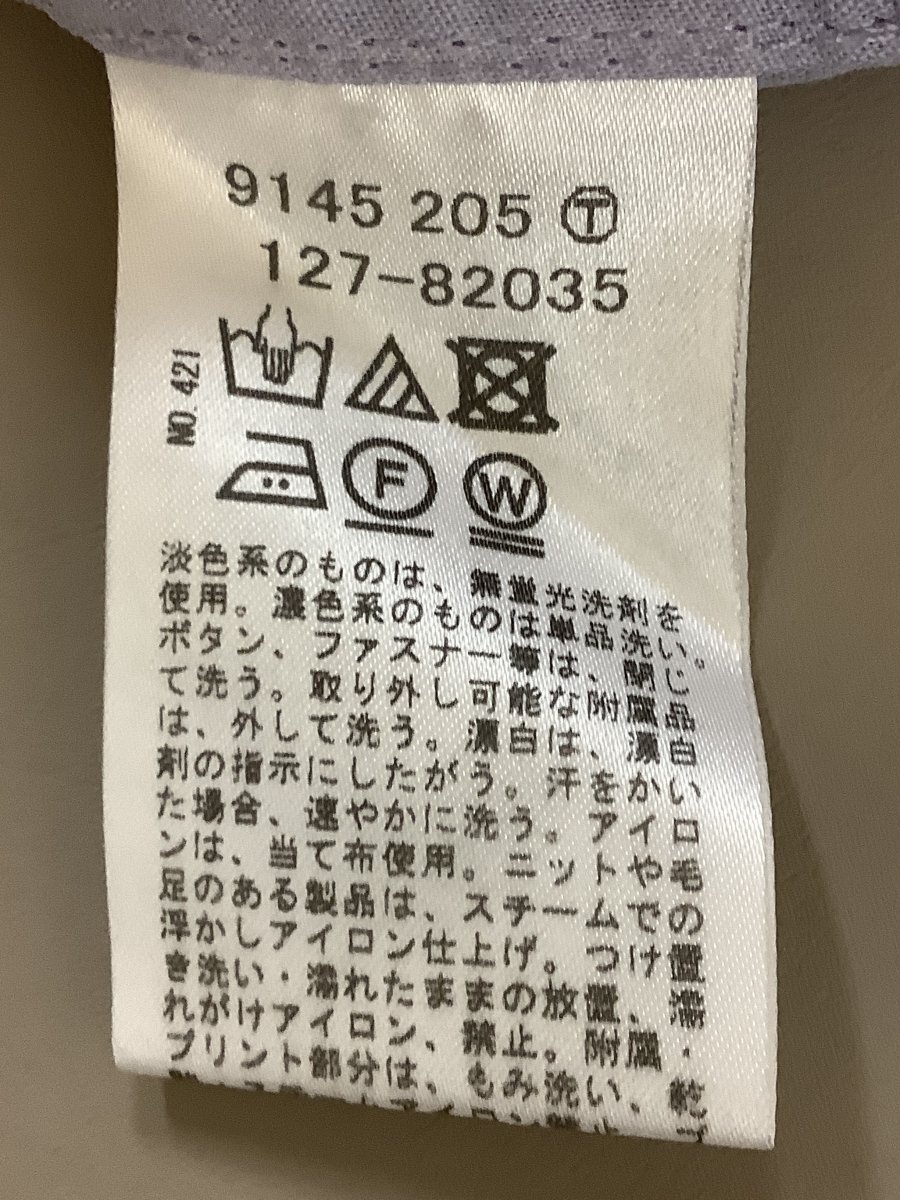 9145 205 Ⓣ
127-82035
NO. 421
F W
淡色系のものは、無蛍光洗剤を
使用。濃色系のものは単品洗い。
ボタン、ファスナー等は、閉じ
て洗う。取り外し可能な附属品
は、外して洗う。漂白は、漂白
剤の指示にしたがう。汗をかい
た場合、速やかに洗う。アイロ
ンは、当て布使用。ニットや毛
足のある製品は、スチームでの
浮かしアイロン仕上げ。つけ置
き洗い・濡れたままの放置、濡
れがけアイロン、禁止。附属・
プリント部分は、もみ洗い、乾